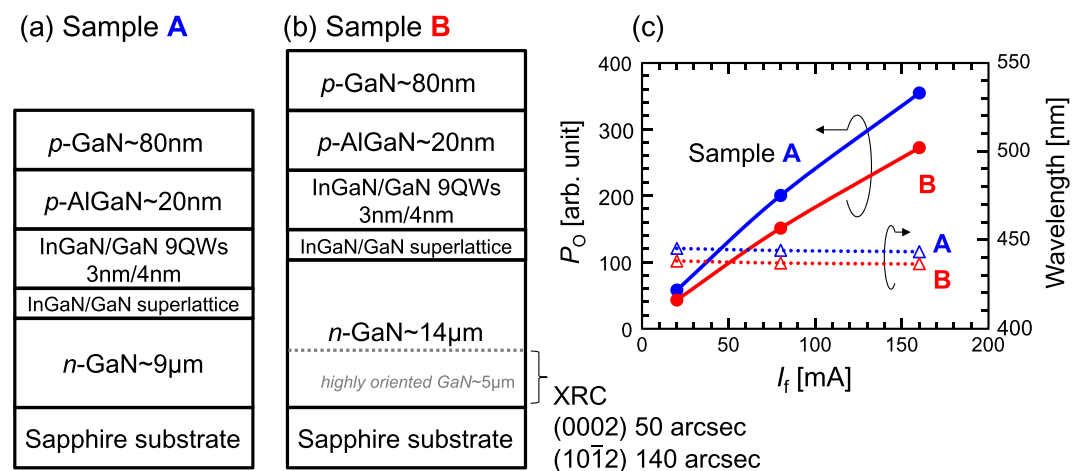 (a) Sample A
p-GaN~80nm
p-AlGaN~20nm
InGaN/GaN 9QWs
3nm/4nm
InGaN/GaN superlattice
n-GaN~9μm
Sapphire substrate
(b) Sample B
p-GaN~80nm
p-AlGaN~20nm
InGaN/GaN 9QWs
3nm/4nm
InGaN/GaN superlattice
n-GaN~14μm
highly oriented GaN~5μm
Sapphire substrate
XRC
(0002) 50 arcsec
(101̄2) 140 arcsec
(c)
400
300
200
100
0
P_O [arb. unit]
550
500
450
400
Wavelength [nm]
Sample A
B
A
B
0 50 100 150 200
I_f [mA]